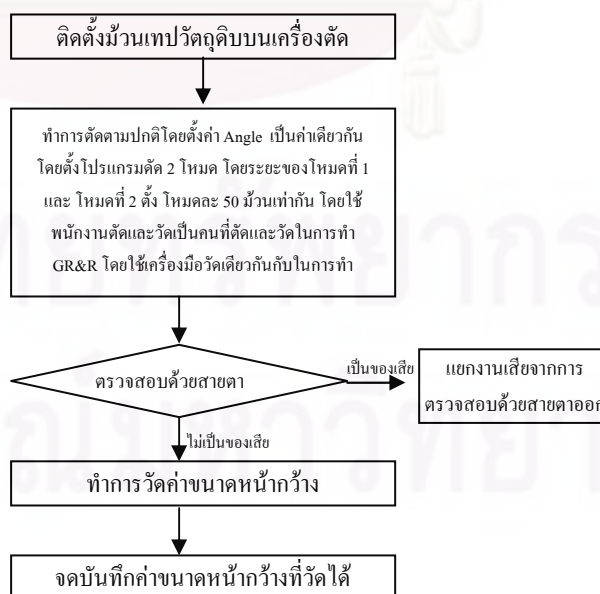 ติดตั้งม้วนเทปวัตถุดิบบนเครื่องตัด
ทำการตัดตามปกติโดยตั้งค่า Angle เป็นค่าเดียวกัน
โดยตั้งโปรแกรมตัด 2 โหมด โดยระยะของโหมดที่ 1
และ โหมดที่ 2 ตั้ง โหมดละ 50 ม้วนเท่ากัน โดยใช้
พนักงานตัดและวัดเป็นคนที่ตัดและวัดในการทำ
GR&R โดยใช้เครื่องมือวัดเดียวกันกับในการทำ
ตรวจสอบด้วยสายตา
เป็นของเสีย
แยกงานเสียจากการ
ตรวจสอบด้วยสายตาออก
ไม่เป็นของเสีย
ทำการวัดค่าขนาดหน้ากว้าง
จดบันทึกค่าขนาดหน้ากว้างที่วัดได้